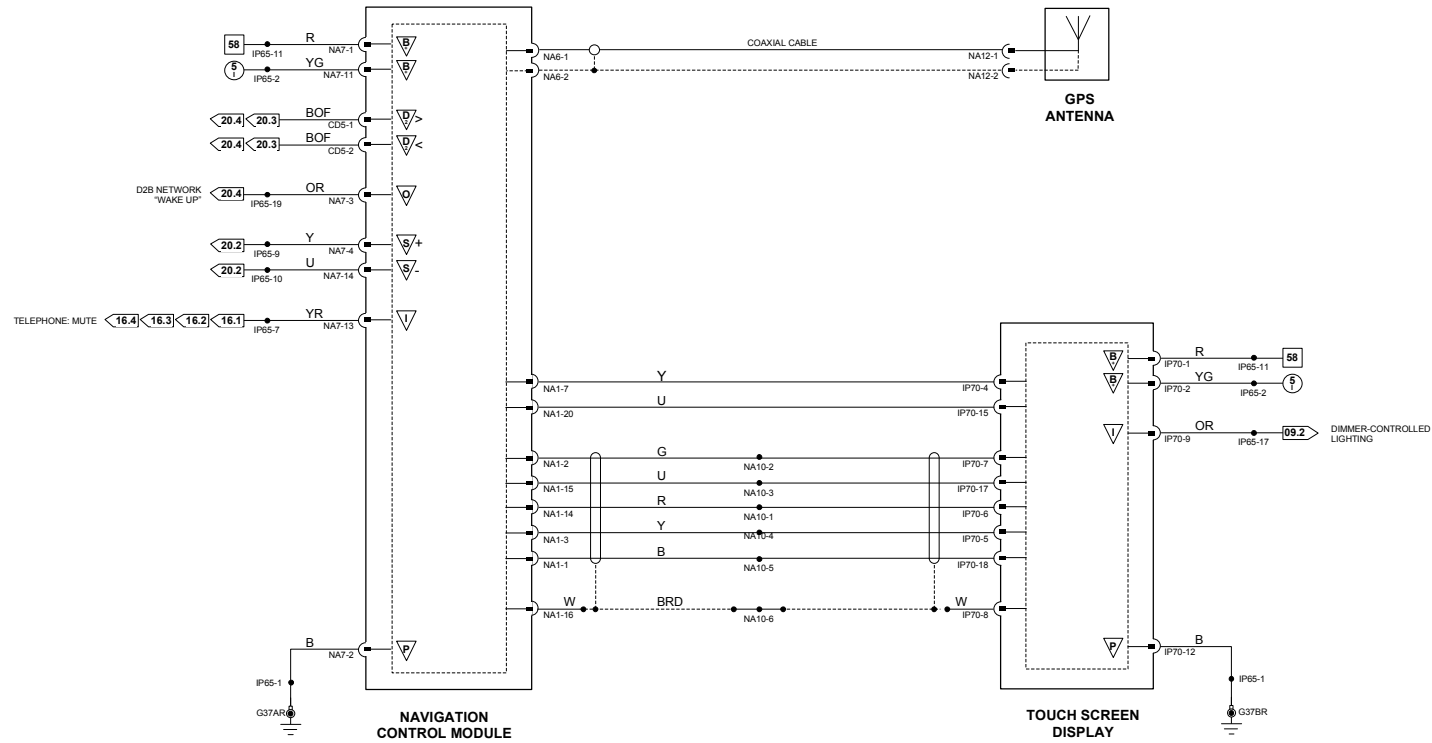 58
IP65-11
R
NA7-1
B
+
5
I
IP65-2
YG
NA7-11
B
+
20.4 20.3
BOF
CD5-1
D
2
>
20.4 20.3
BOF
CD5-2
D
2
<
D2B NETWORK
"WAKE UP"
20.4
IP65-19
OR
NA7-3
O
20.2
IP65-9
Y
NA7-4
S
+
20.2
IP65-10
U
NA7-14
S
-
TELEPHONE: MUTE
16.4 16.3 16.2 16.1
IP65-7
YR
NA7-13
I
B
NA7-2
P
IP65-1
G37AR
NAVIGATION
CONTROL MODULE
NA6-1
COAXIAL CABLE
NA12-1
NA6-2
NA12-2
GPS
ANTENNA
NA1-7
Y
IP70-4
NA1-20
U
IP70-15
NA1-2
G
NA10-2
IP70-7
NA1-15
U
NA10-3
IP70-17
NA1-14
R
NA10-1
IP70-6
NA1-3
Y
NA10-4
IP70-5
NA1-1
B
NA10-5
IP70-18
NA1-16
W
BRD
NA10-6
W
IP70-8
B
+
IP70-1
R
IP65-11
58
B
+
IP70-2
YG
IP65-2
5
I
I
IP70-9
OR
IP65-17
09.2
DIMMER-CONTROLLED
LIGHTING
P
IP70-12
B
IP65-1
G37BR
TOUCH SCREEN
DISPLAY